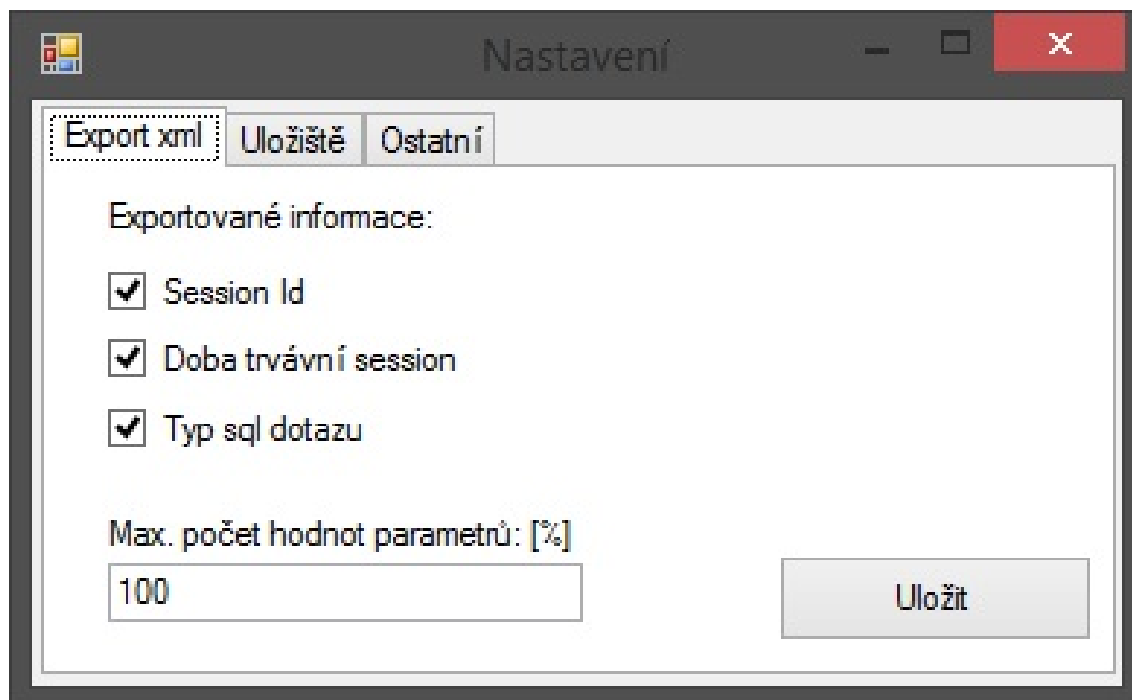 Nastavení
Export xml Uložiště Ostatní
Exportované informace:
Session Id
Doba trvávní session
Typ sql dotazu
Max. počet hodnot parametrů: [%]
100
Uložit